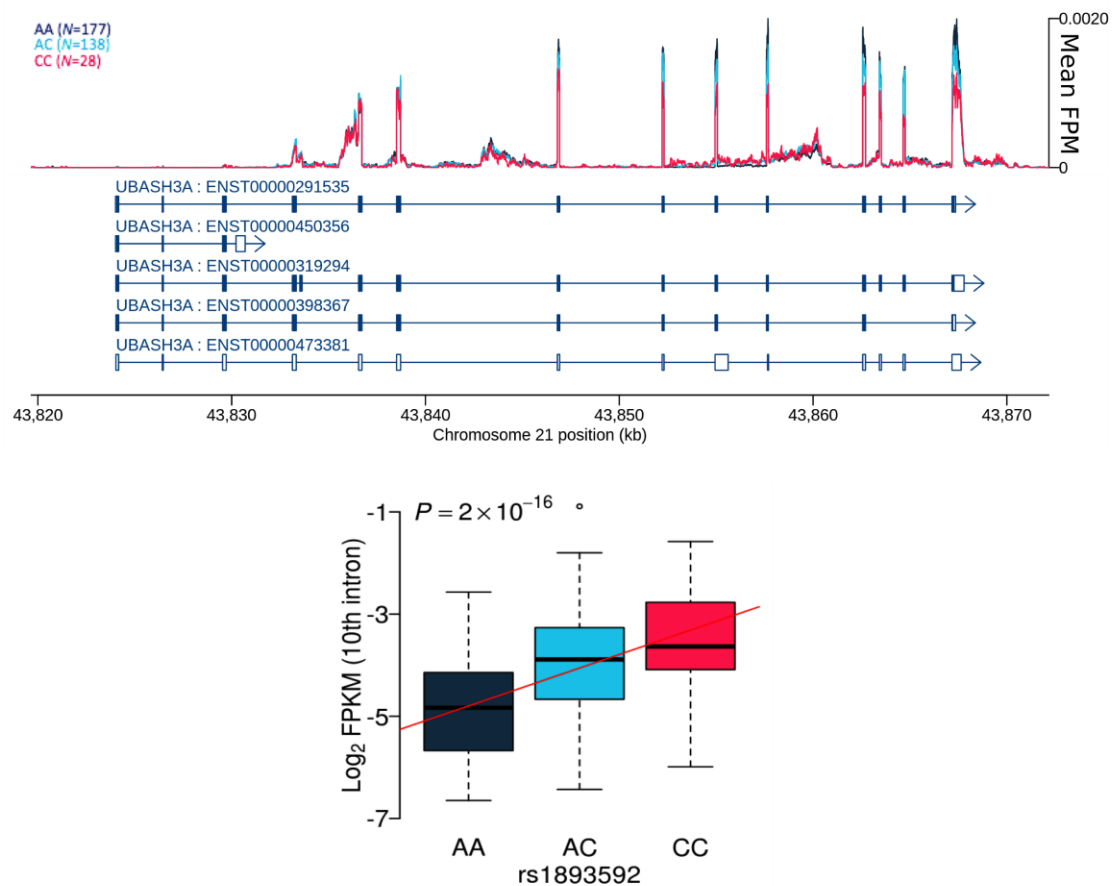 AA (N=177)
AC (N=138)
CC (N=28)
0.0020
Mean FPM
0
UBASH3A : ENST00000291535
UBASH3A : ENST00000450356
UBASH3A : ENST00000319294
UBASH3A : ENST00000398367
UBASH3A : ENST00000473381
43,820 43,830 43,840 43,850 43,860 43,870
Chromosome 21 position (kb)
P = 2×10⁻¹⁶
Log₂ FPKM (10th intron)
-1
-3
-5
-7
AA AC CC
rs1893592